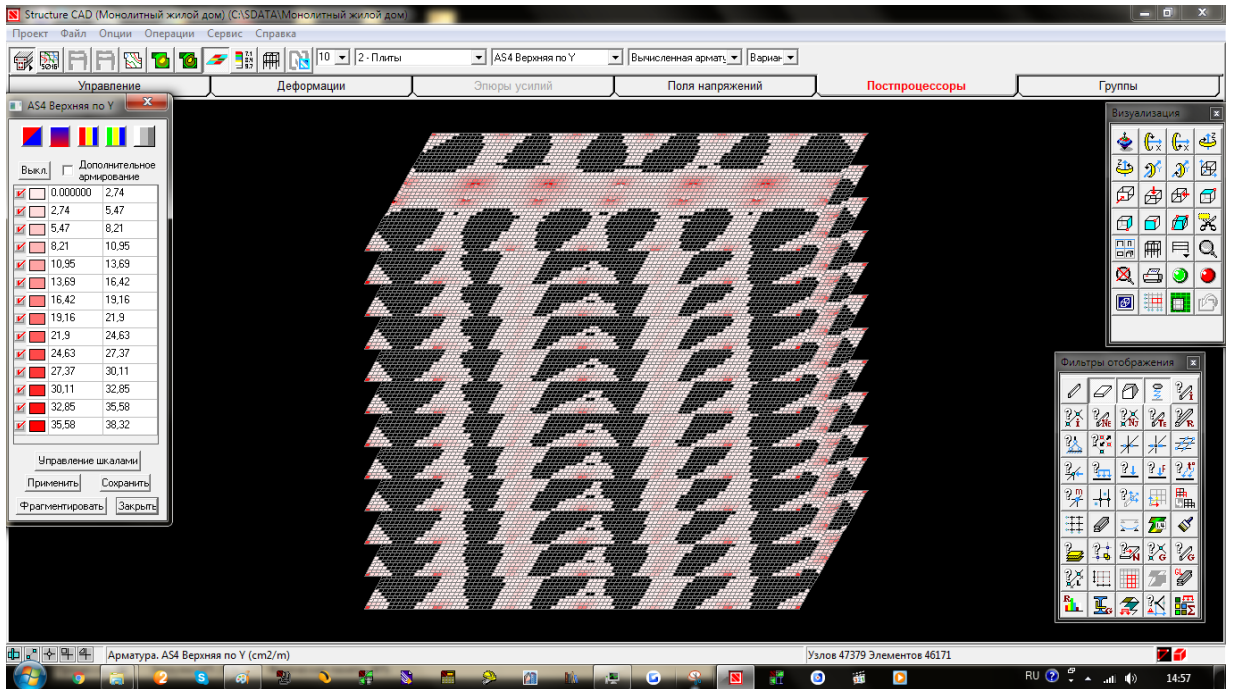 Structure CAD (Монолитный жилой дом) (C:\SDATA\Монолитный жилой дом)
Проект Файл Опции Операции Сервис Справка
10 2 - Плиты AS4 Верхняя по Y Вычисленная армату Вариан
Управление Деформации Эпюры усилий Поля напряжений Постпроцессоры Группы
AS4 Верхняя по Y
Выкл. Дополнительное армирование
0.000000 2,74
2,74 5,47
5,47 8,21
8,21 10,95
10,95 13,69
13,69 16,42
16,42 19,16
19,16 21,9
21,9 24,63
24,63 27,37
27,37 30,11
30,11 32,85
32,85 35,58
35,58 38,32
Управление шкалами
Применить Сохранить
Фрагментировать Закрыть
Визуализация
Фильтры отображения
Арматура. AS4 Верхняя по Y (cm2/m) Узлов 47379 Элементов 46171
RU 14:57